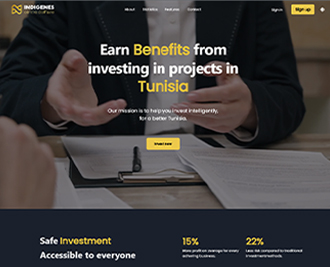 INDIGENES
About
Statistics
Features
Contact
Sign In
Sign up
Earn Benefits from
investing in projects in
Tunisia
Our mission is to help you invest intelligently,
for a better Tunisia.
Invest now
Safe Investment
Accessible to everyone
15%
More profit on average for every
22%
Less risk compared to traditional
investment methods.